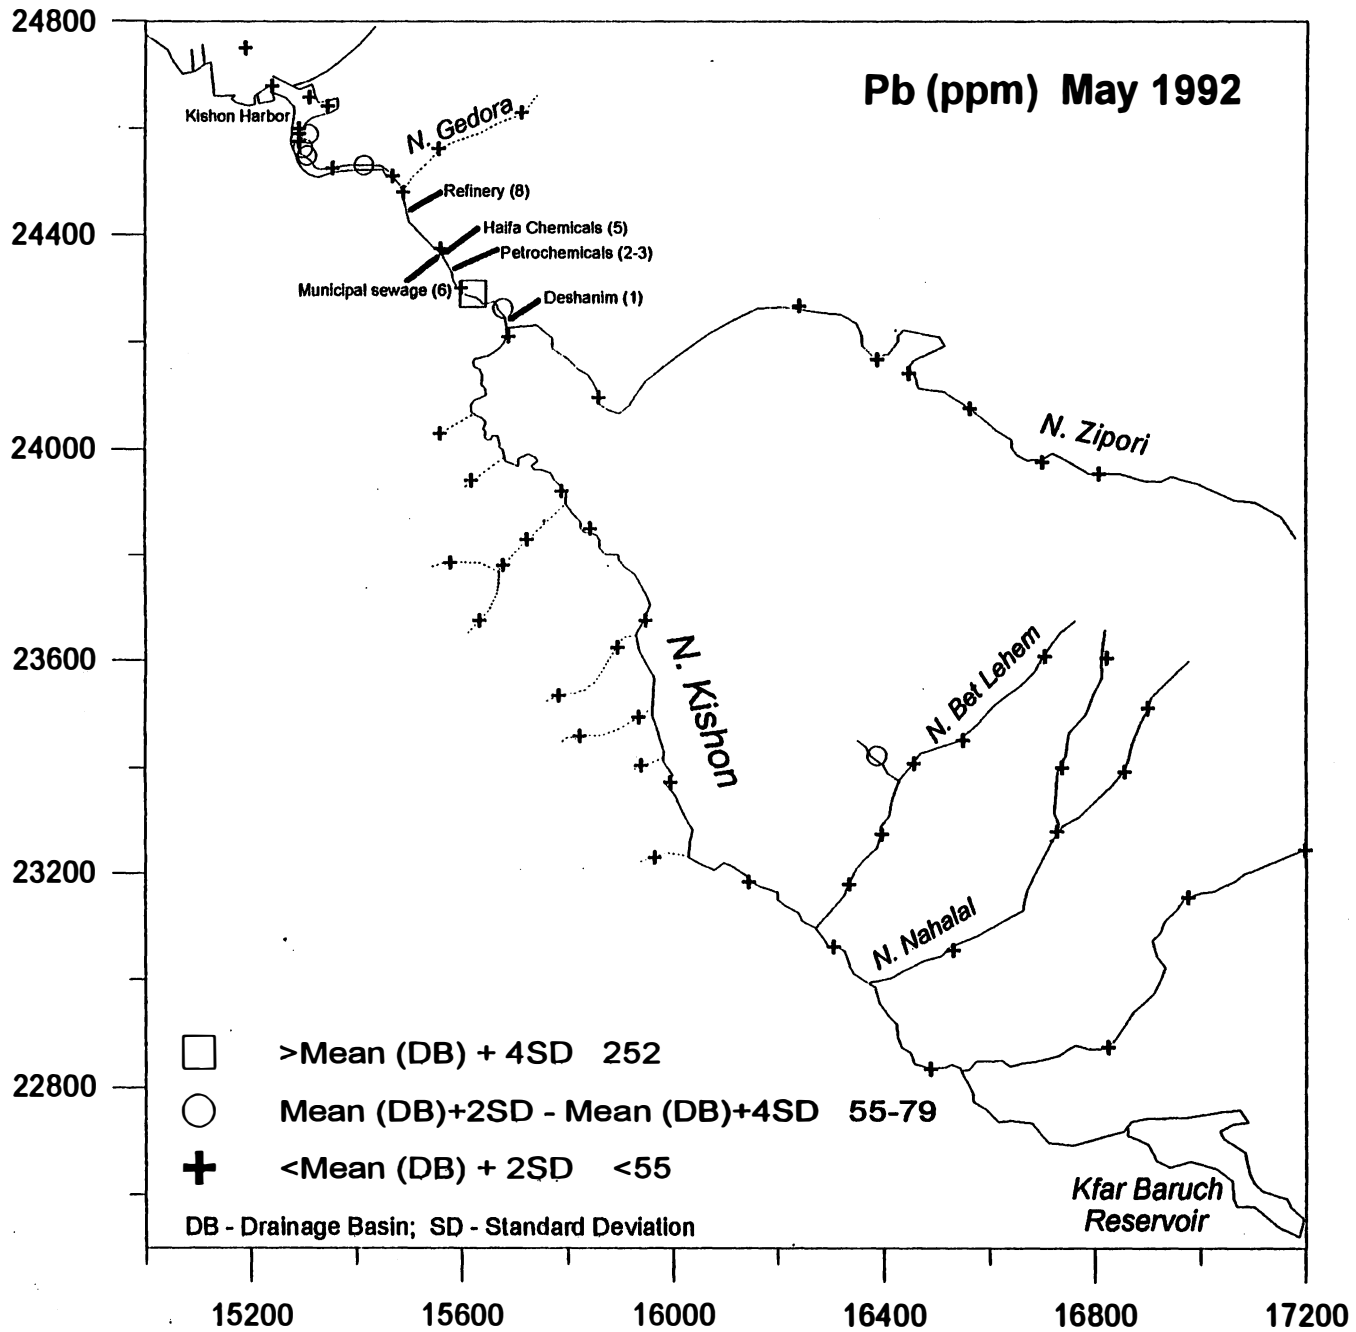 24800
Pb (ppm) May 1992
Kishon Harbor
N. Gedora
Refinery (8)
24400
Haifa Chemicals (5)
Petrochemicals (2-3)
Municipal sewage (6)
Deshanim (1)
N. Zipori
24000
23600
N. Kishon
N. Bet Lehem
23200
N. Nahalal
>Mean (DB) + 4SD 252
22800
Mean (DB)+2SD - Mean (DB)+4SD 55-79
<Mean (DB) + 2SD <55
Kfar Baruch
Reservoir
DB - Drainage Basin; SD - Standard Deviation
15200 15600 16000 16400 16800 17200